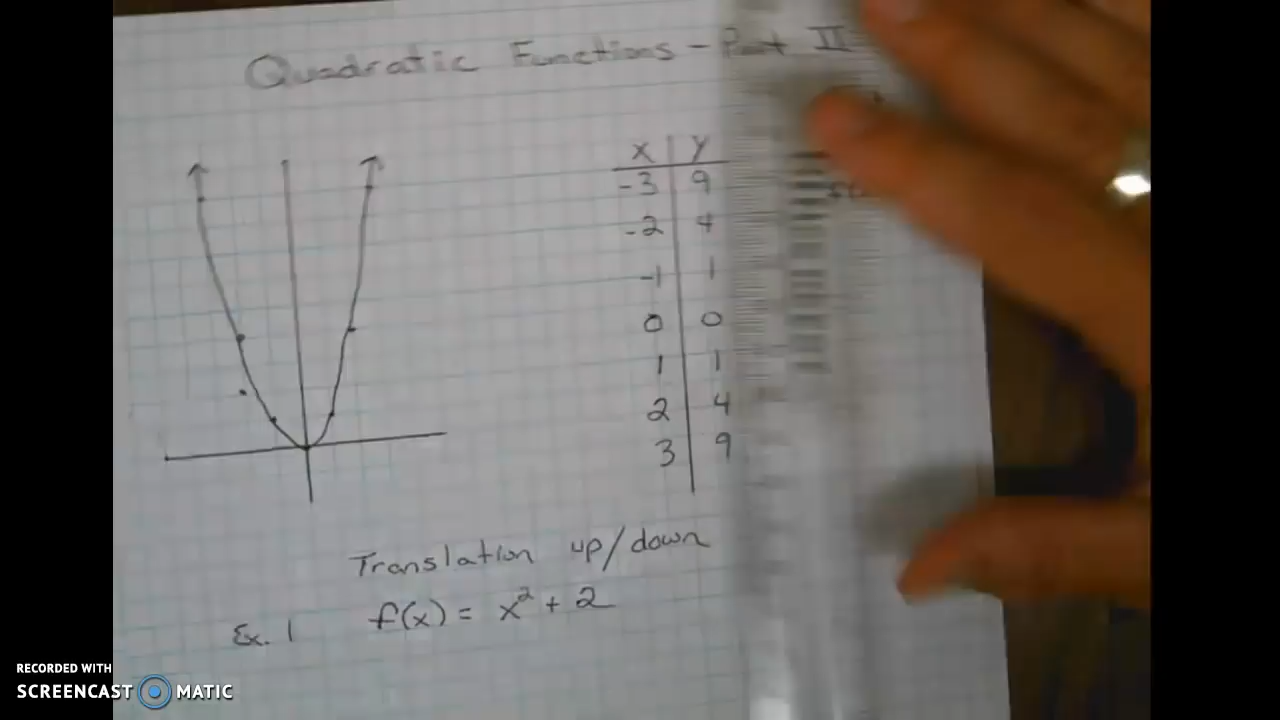 Quadratic Functions - Part II
x y
-3 9
-2 4
-1 1
0 0
1 1
2 4
3 9
Translation up/down
Ex. 1 f(x) = x² + 2
RECORDED WITH
SCREENCAST MATIC